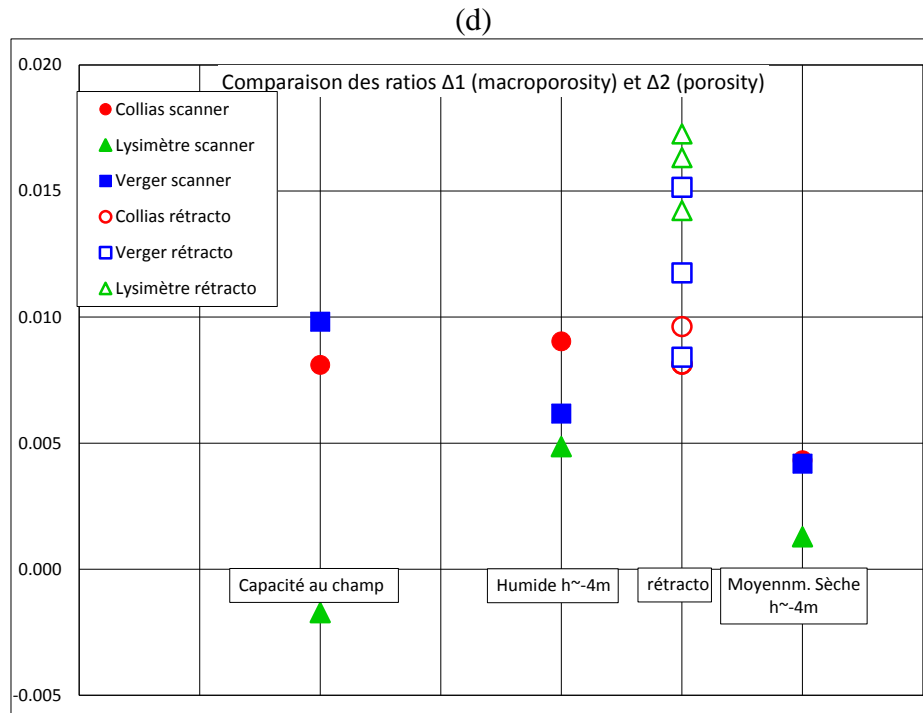 (d)
0.020
Comparaison des ratios Δ1 (macroporosity) et Δ2 (porosity)
Collias scanner
Lysimètre scanner
Verger scanner
Collias rétracto
Verger rétracto
Lysimètre rétracto
0.015
0.010
0.005
0.000
-0.005
Capacité au champ
Humide h~-4m
rétracto
Moyennm. Sèche
h~-4m